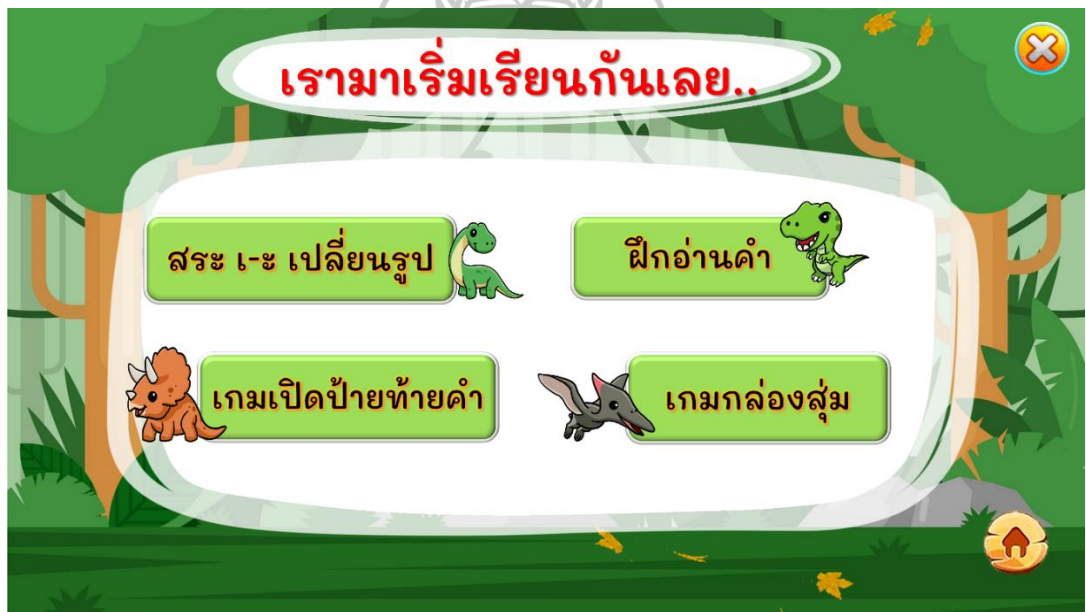 เรามาเริ่มเรียนกันเลย..
สระ เ-ะ เปลี่ยนรูป
ฝึกอ่านคำ
เกมเปิดป้ายท้ายคำ
เกมกล่องสุ่ม